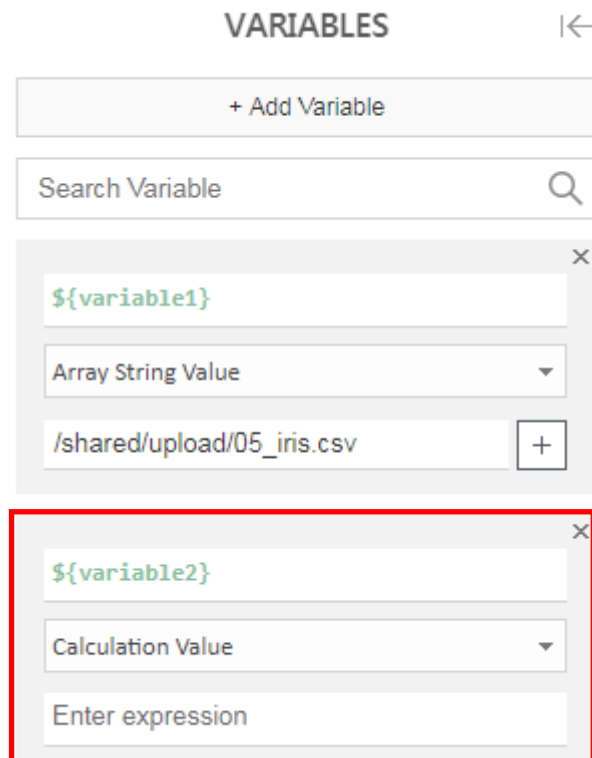 VARIABLES
+ Add Variable
Search Variable
${variable1}
Array String Value
/shared/upload/05_iris.csv
+
${variable2}
Calculation Value
Enter expression